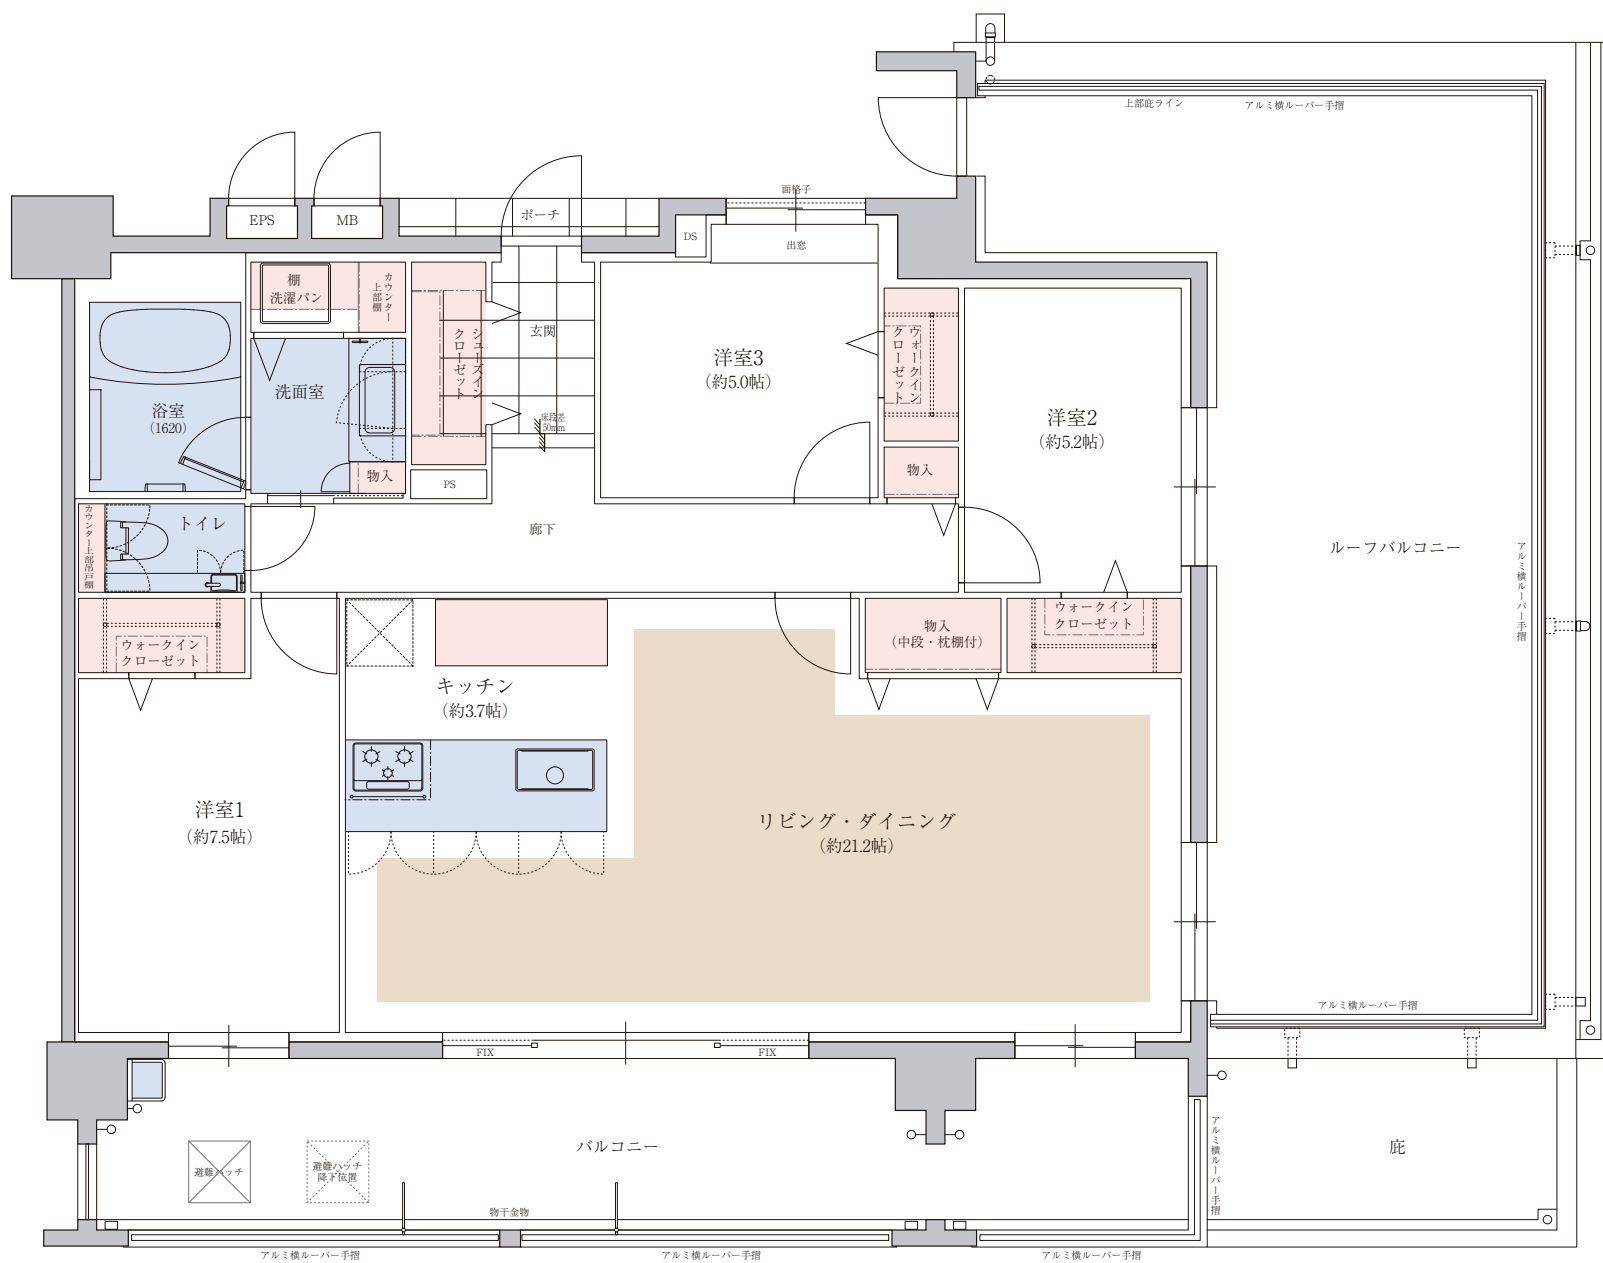 上部庇ライン
アルミ横ルーバー手摺
面格子
EPS
MB
ポーチ
DS
出窓
棚
洗濯パン
カウンター
上部棚
シューズイン
クローゼット
玄関
洋室3
(約5.0帖)
ウォークイン
クローゼット
洗面室
浴室
(1620)
床段差
50mm
洋室2
(約5.2帖)
物入
PS
物入
カウンター上部吊戸棚
トイレ
廊下
ルーフバルコニー
アルミ横ルーバー手摺
ウォークイン
クローゼット
物入
(中段・枕棚付)
ウォークイン
クローゼット
キッチン
(約3.7帖)
洋室1
(約7.5帖)
リビング・ダイニング
(約21.2帖)
アルミ横ルーバー手摺
FIX
FIX
バルコニー
庇
アルミ横ルーバー手摺
避難ハッチ
避難ハッチ
降下位置
物干金物
アルミ横ルーバー手摺
アルミ横ルーバー手摺
アルミ横ルーバー手摺